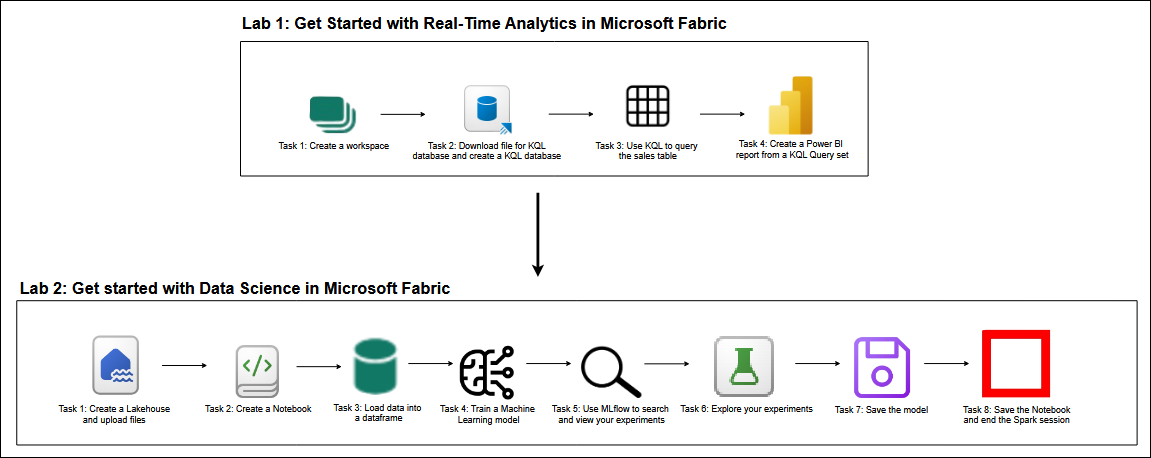 Lab 1: Get Started with Real-Time Analytics in Microsoft Fabric
Task 1: Create a workspace
Task 2: Download file for KQL
database and create a KQL database
Task 3: Use KQL to query
the sales table
Task 4: Create a Power BI
report from a KQL Query set
Lab 2: Get started with Data Science in Microsoft Fabric
Task 1: Create a Lakehouse
and upload files
Task 2: Create a Notebook
Task 3: Load data into
a dataframe
Task 4: Train a Machine
Learning model
Task 5: Use MLflow to search
and view your experiments
Task 6: Explore your experiments
Task 7: Save the model
Task 8: Save the Notebook
and end the Spark session